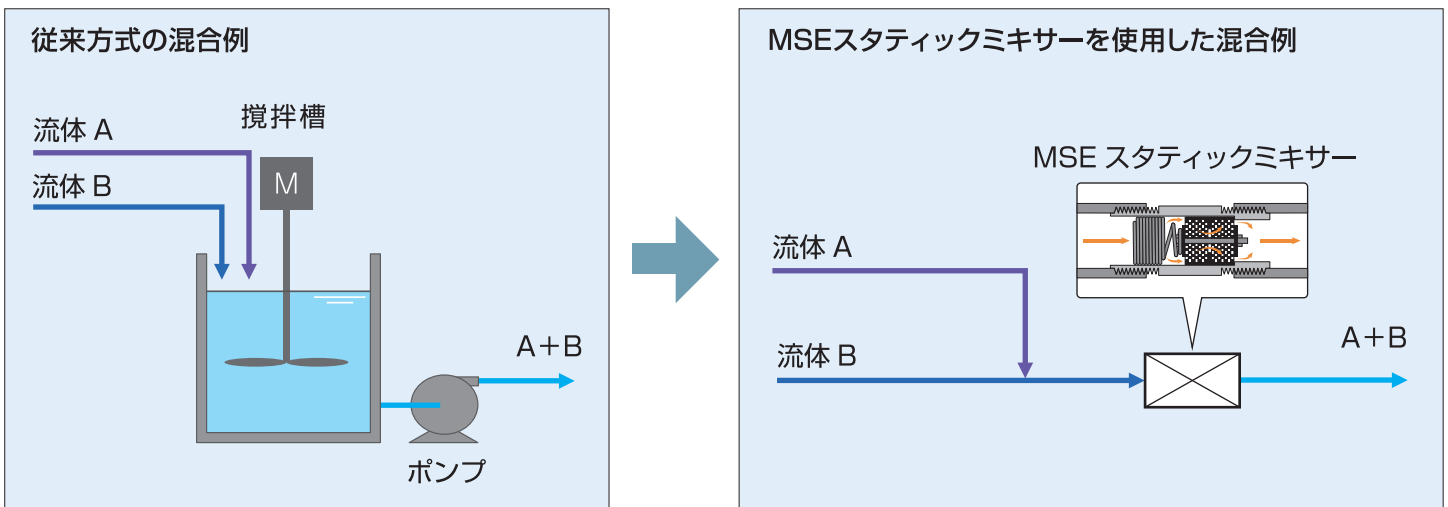 従来方式の混合例
撹拌槽
流体 A
流体 B
M
A＋B
ポンプ
MSEスタティックミキサーを使用した混合例
MSE スタティックミキサー
流体 A
流体 B
A＋B